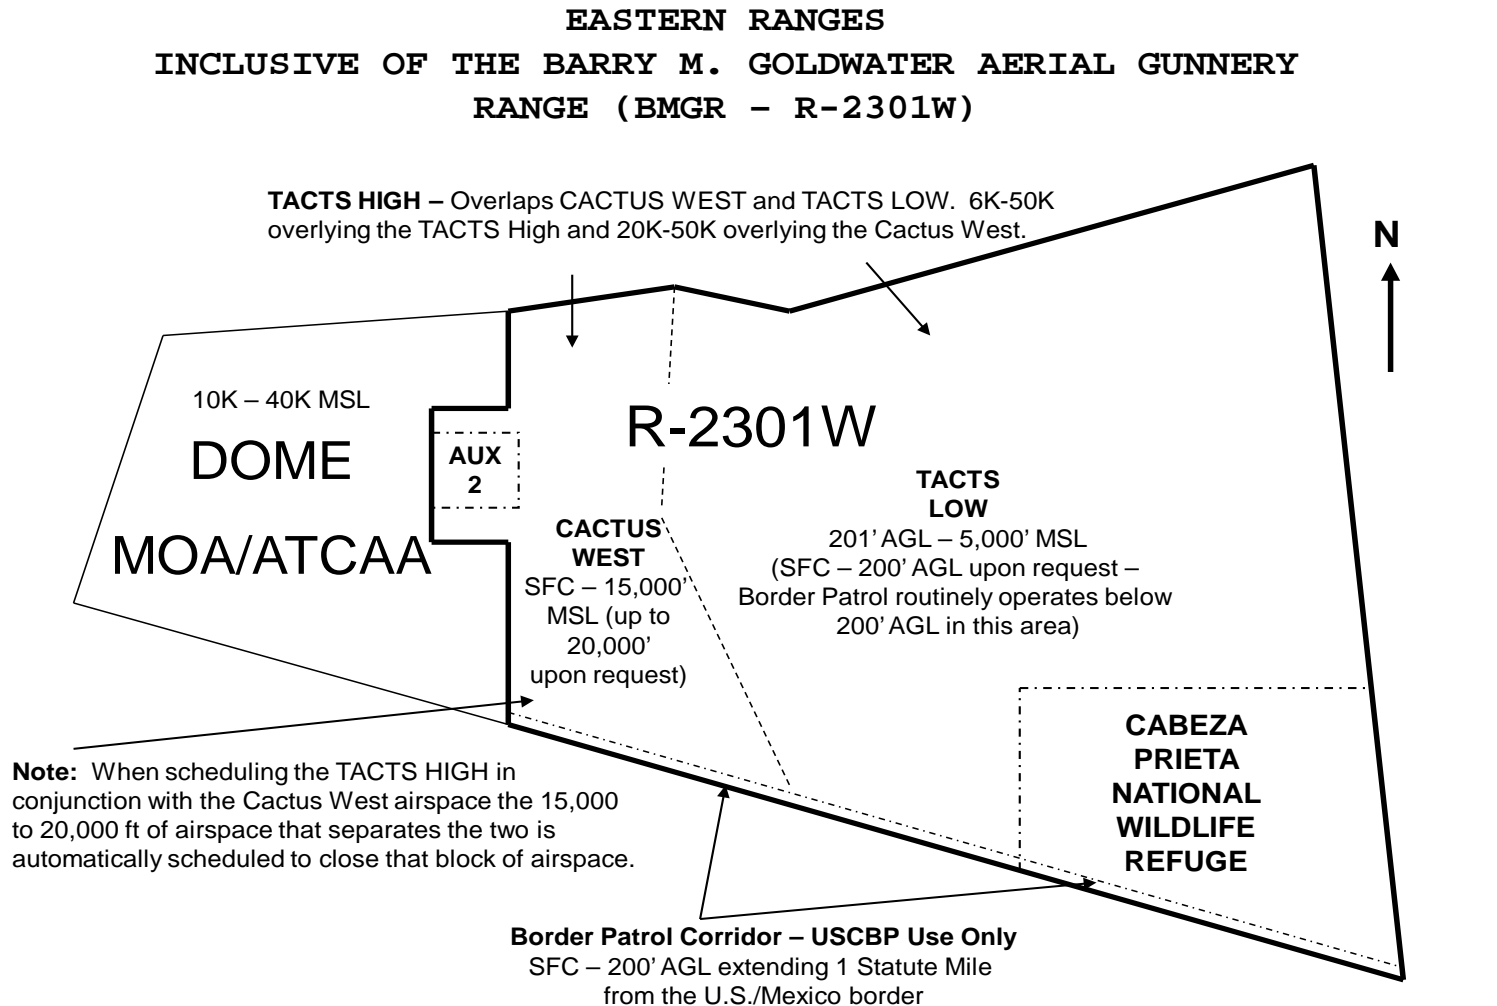 EASTERN RANGES
INCLUSIVE OF THE BARRY M. GOLDWATER AERIAL GUNNERY
RANGE (BMGR – R-2301W)
TACTS HIGH – Overlaps CACTUS WEST and TACTS LOW. 6K-50K
overlying the TACTS High and 20K-50K overlying the Cactus West.
N
10K – 40K MSL
DOME
MOA/ATCAA
AUX
2
R-2301W
CACTUS
WEST
SFC – 15,000'
MSL (up to
20,000'
upon request)
TACTS
LOW
201' AGL – 5,000' MSL
(SFC – 200' AGL upon request –
Border Patrol routinely operates below
200' AGL in this area)
CABEZA
PRIETA
NATIONAL
WILDLIFE
REFUGE
Note: When scheduling the TACTS HIGH in
conjunction with the Cactus West airspace the 15,000
to 20,000 ft of airspace that separates the two is
automatically scheduled to close that block of airspace.
Border Patrol Corridor – USCBP Use Only
SFC – 200' AGL extending 1 Statute Mile
from the U.S./Mexico border